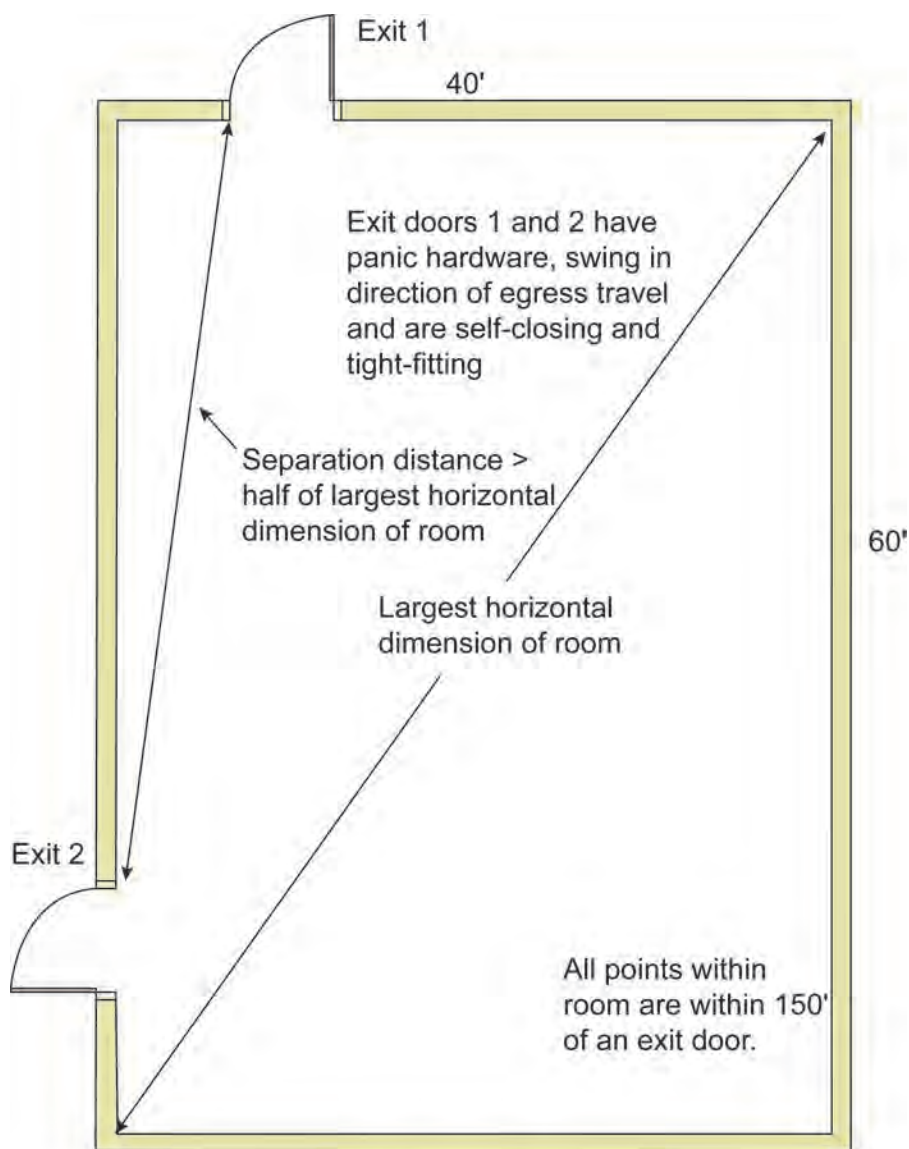 Exit 1
40'
Exit doors 1 and 2 have
panic hardware, swing in
direction of egress travel
and are self-closing and
tight-fitting
Separation distance >
half of largest horizontal
dimension of room
60'
Largest horizontal
dimension of room
Exit 2
All points within
room are within 150'
of an exit door.